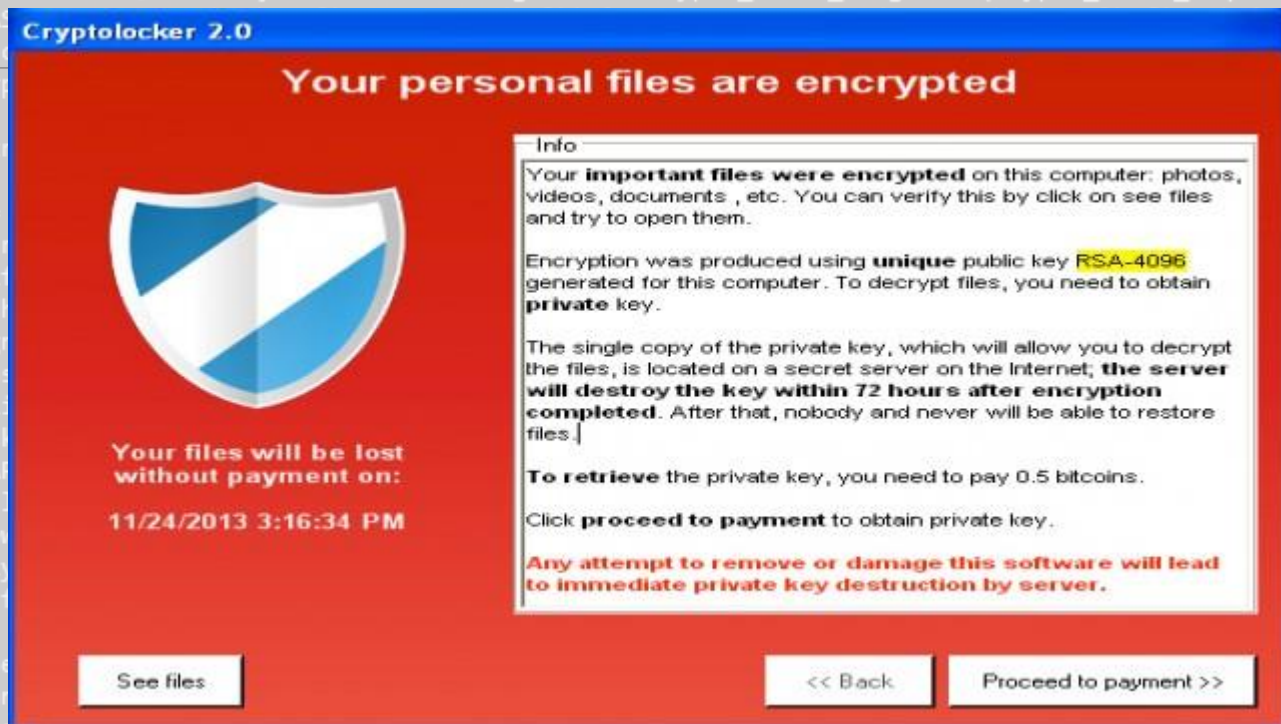 Cryptolocker 2.0
Your personal files are encrypted
Info
Your important files were encrypted on this computer: photos,
videos, documents , etc. You can verify this by click on see files
and try to open them.
Encryption was produced using unique public key RSA-4096
generated for this computer. To decrypt files, you need to obtain
private key.
The single copy of the private key, which will allow you to decrypt
the files, is located on a secret server on the Internet; the server
will destroy the key within 72 hours after encryption
completed. After that, nobody and never will be able to restore
files.
To retrieve the private key, you need to pay 0.5 bitcoins.
Click proceed to payment to obtain private key.
Any attempt to remove or damage this software will lead
to immediate private key destruction by server.
Your files will be lost
without payment on:
11/24/2013 3:16:34 PM
See files
<< Back
Proceed to payment >>